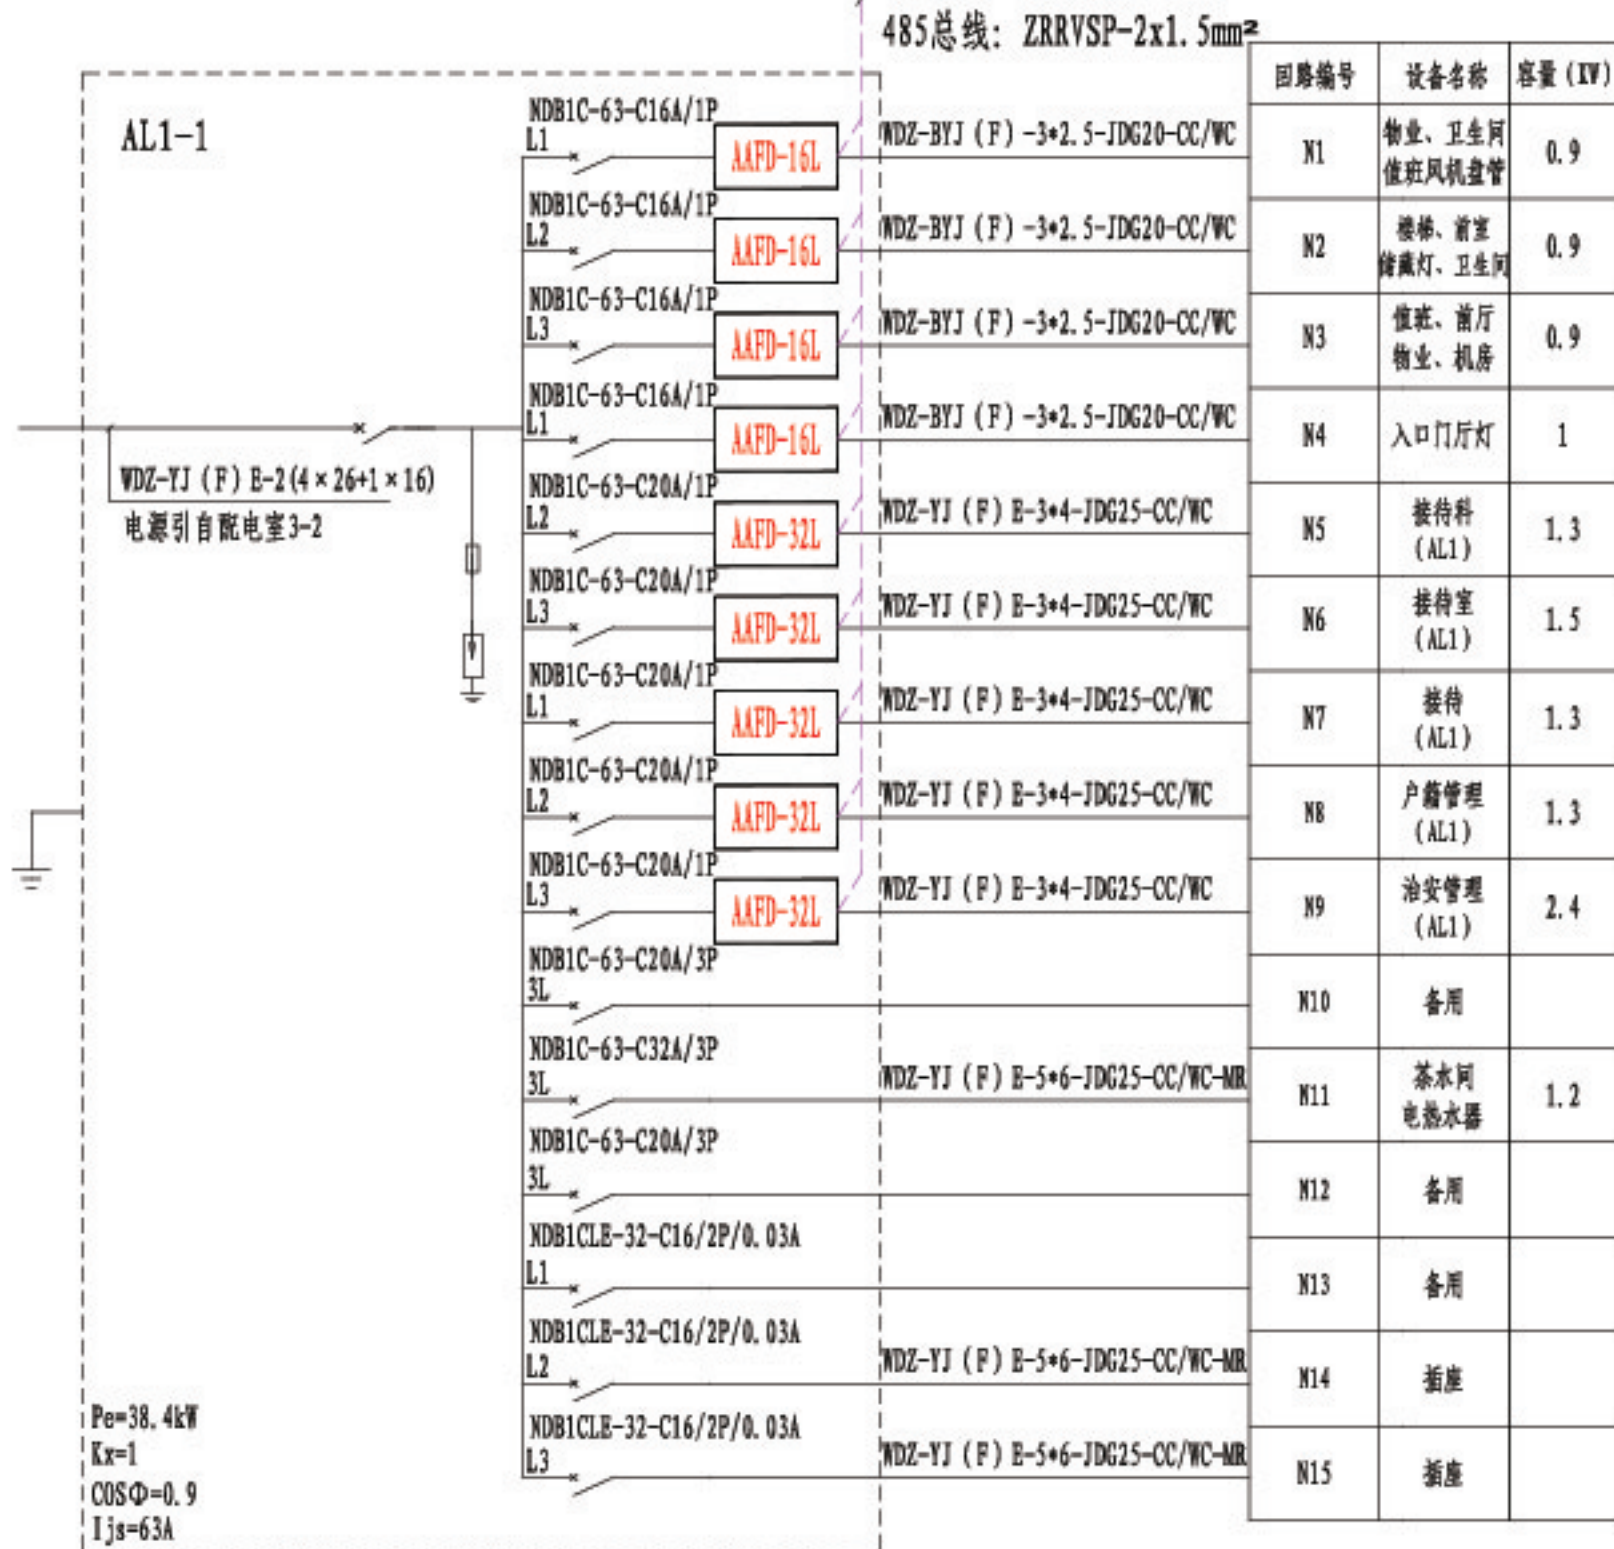 485总线: ZRRVSP-2x1.5mm²
AL1-1
WDZ-YJ (F) E-2(4×26+1×16)
电源引自配电室3-2
Pe=38.4kW
Kx=1
COSΦ=0.9
Ijs=63A
回路编号 设备名称 容量(KW)
NDB1C-63-C16A/1P
L1 AAFD-16L WDZ-BYJ (F) -3*2.5-JDG20-CC/WC N1 物业、卫生间 0.9
值班风机盘管
NDB1C-63-C16A/1P
L2 AAFD-16L WDZ-BYJ (F) -3*2.5-JDG20-CC/WC N2 楼梯、前室 0.9
储藏灯、卫生间
NDB1C-63-C16A/1P
L3 AAFD-16L WDZ-BYJ (F) -3*2.5-JDG20-CC/WC N3 值班、前厅 0.9
物业、机房
NDB1C-63-C16A/1P
L1 AAFD-16L WDZ-BYJ (F) -3*2.5-JDG20-CC/WC N4 入口门厅灯 1
NDB1C-63-C20A/1P
L2 AAFD-32L WDZ-YJ (F) E-3*4-JDG25-CC/WC N5 接待科 1.3
(AL1)
NDB1C-63-C20A/1P
L3 AAFD-32L WDZ-YJ (F) E-3*4-JDG25-CC/WC N6 接待室 1.5
(AL1)
NDB1C-63-C20A/1P
L1 AAFD-32L WDZ-YJ (F) E-3*4-JDG25-CC/WC N7 接待 1.3
(AL1)
NDB1C-63-C20A/1P
L2 AAFD-32L WDZ-YJ (F) E-3*4-JDG25-CC/WC N8 户籍管理 1.3
(AL1)
NDB1C-63-C20A/1P
L3 AAFD-32L WDZ-YJ (F) E-3*4-JDG25-CC/WC N9 治安管理 2.4
(AL1)
NDB1C-63-C20A/3P
3L N10 备用
NDB1C-63-C32A/3P
3L WDZ-YJ (F) E-5*6-JDG25-CC/WC-MR N11 茶水间 1.2
电热水器
NDB1C-63-C20A/3P
3L N12 备用
NDB1CLE-32-C16/2P/0.03A
L1 N13 备用
NDB1CLE-32-C16/2P/0.03A
L2 WDZ-YJ (F) E-5*6-JDG25-CC/WC-MR N14 插座
NDB1CLE-32-C16/2P/0.03A
L3 WDZ-YJ (F) E-5*6-JDG25-CC/WC-MR N15 插座